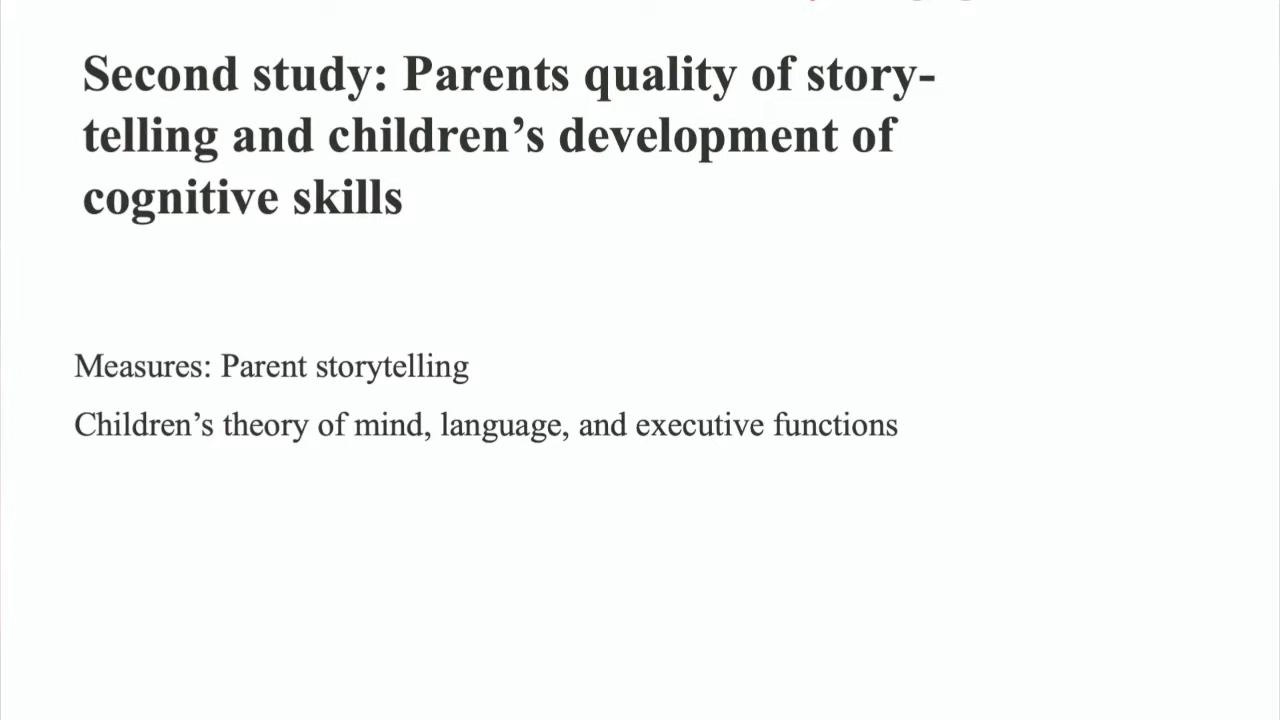 Second study: Parents quality of story-
telling and children’s development of
cognitive skills
Measures: Parent storytelling
Children’s theory of mind, language, and executive functions